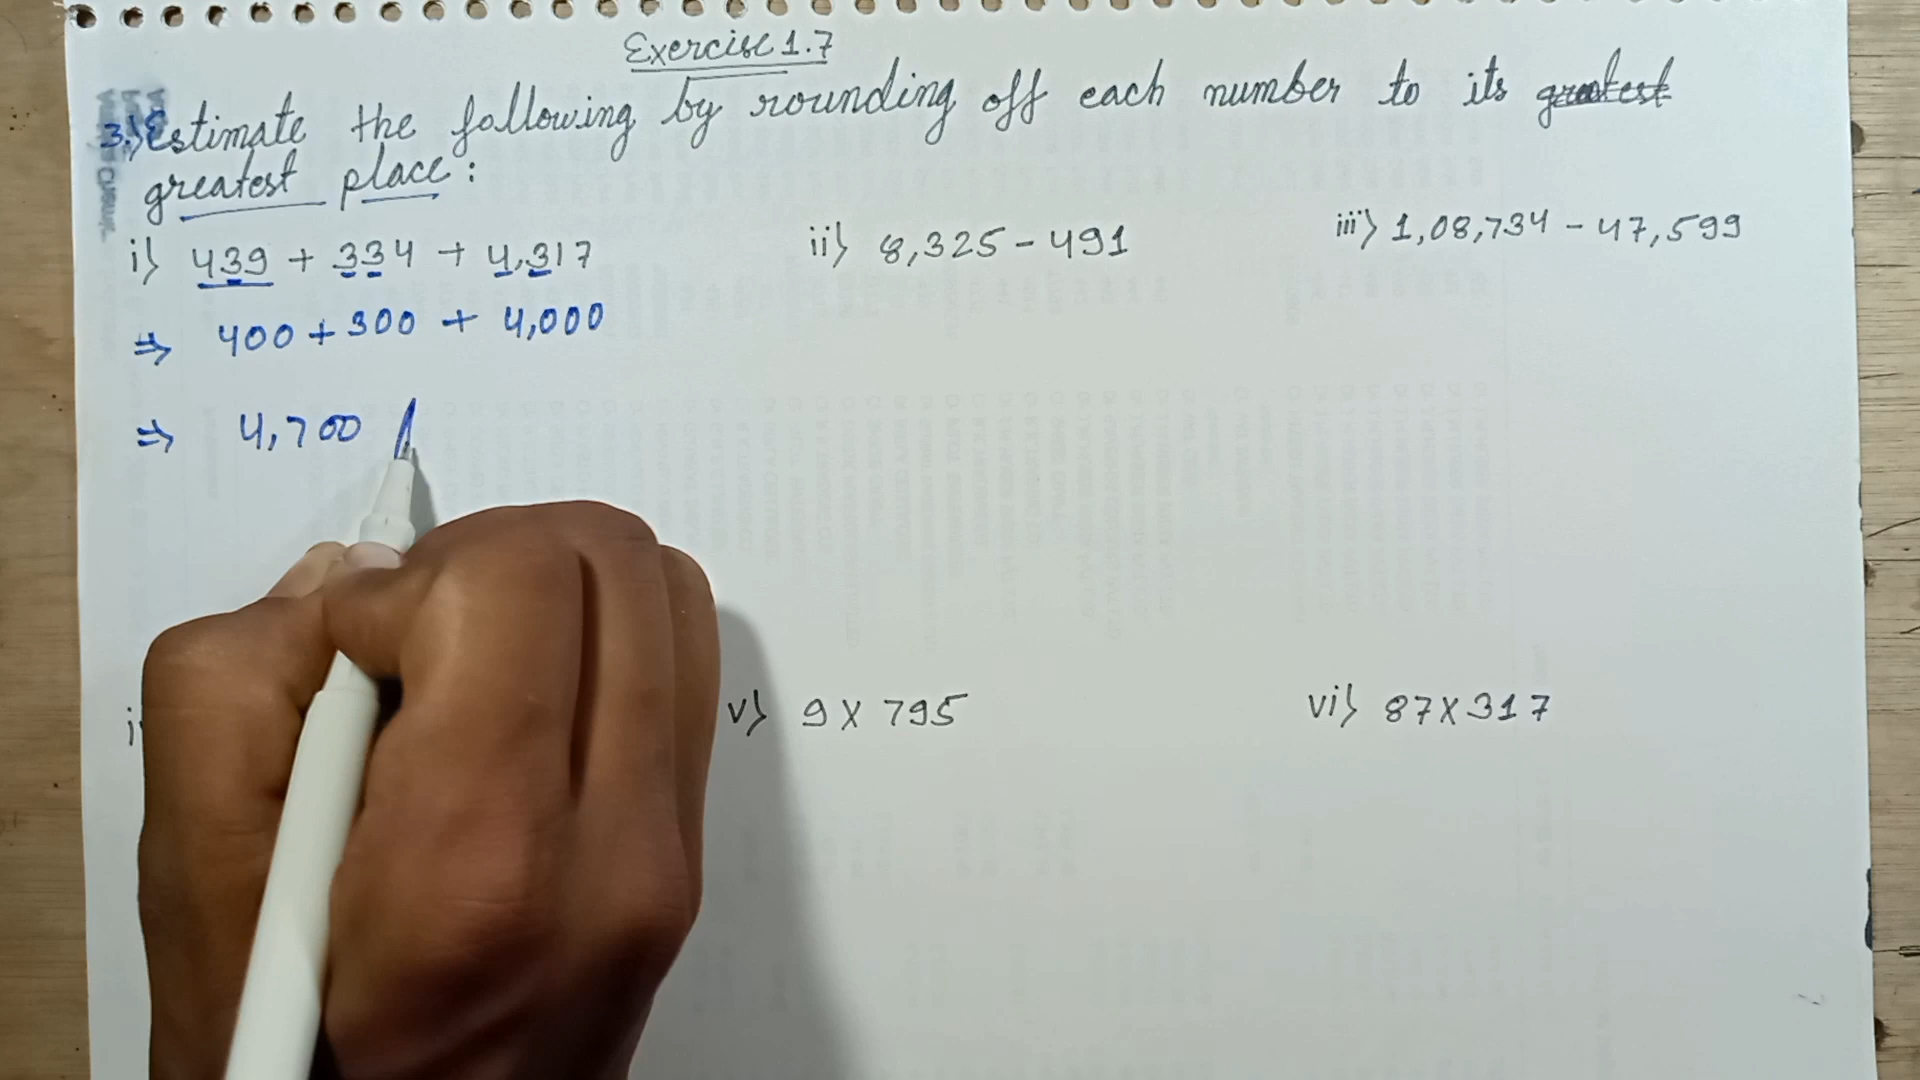 Exercise 1.7
3.) Estimate the following by rounding off each number to its greatest
greatest place:
i) 439 + 334 + 4,317
ii) 8,325 - 491
iii) 1,08,734 - 47,599
⇒ 400 + 300 + 4,000
⇒ 4,700
v) 9 X 795
vi) 87 X 317